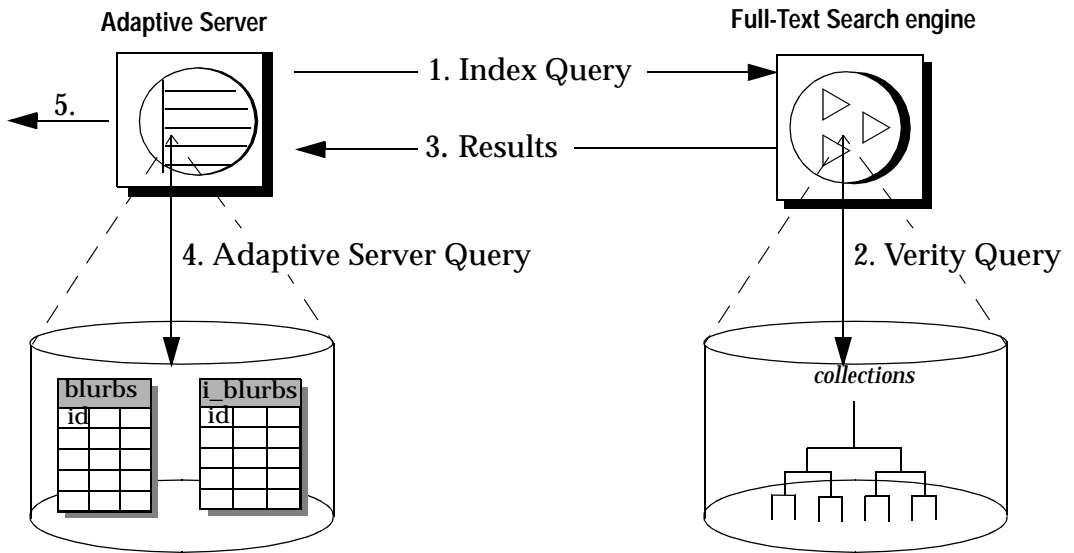 Adaptive Server
Full-Text Search engine
1. Index Query
5.
3. Results
4. Adaptive Server Query
2. Verity Query
collections
blurbs
i_blurbs
id
id